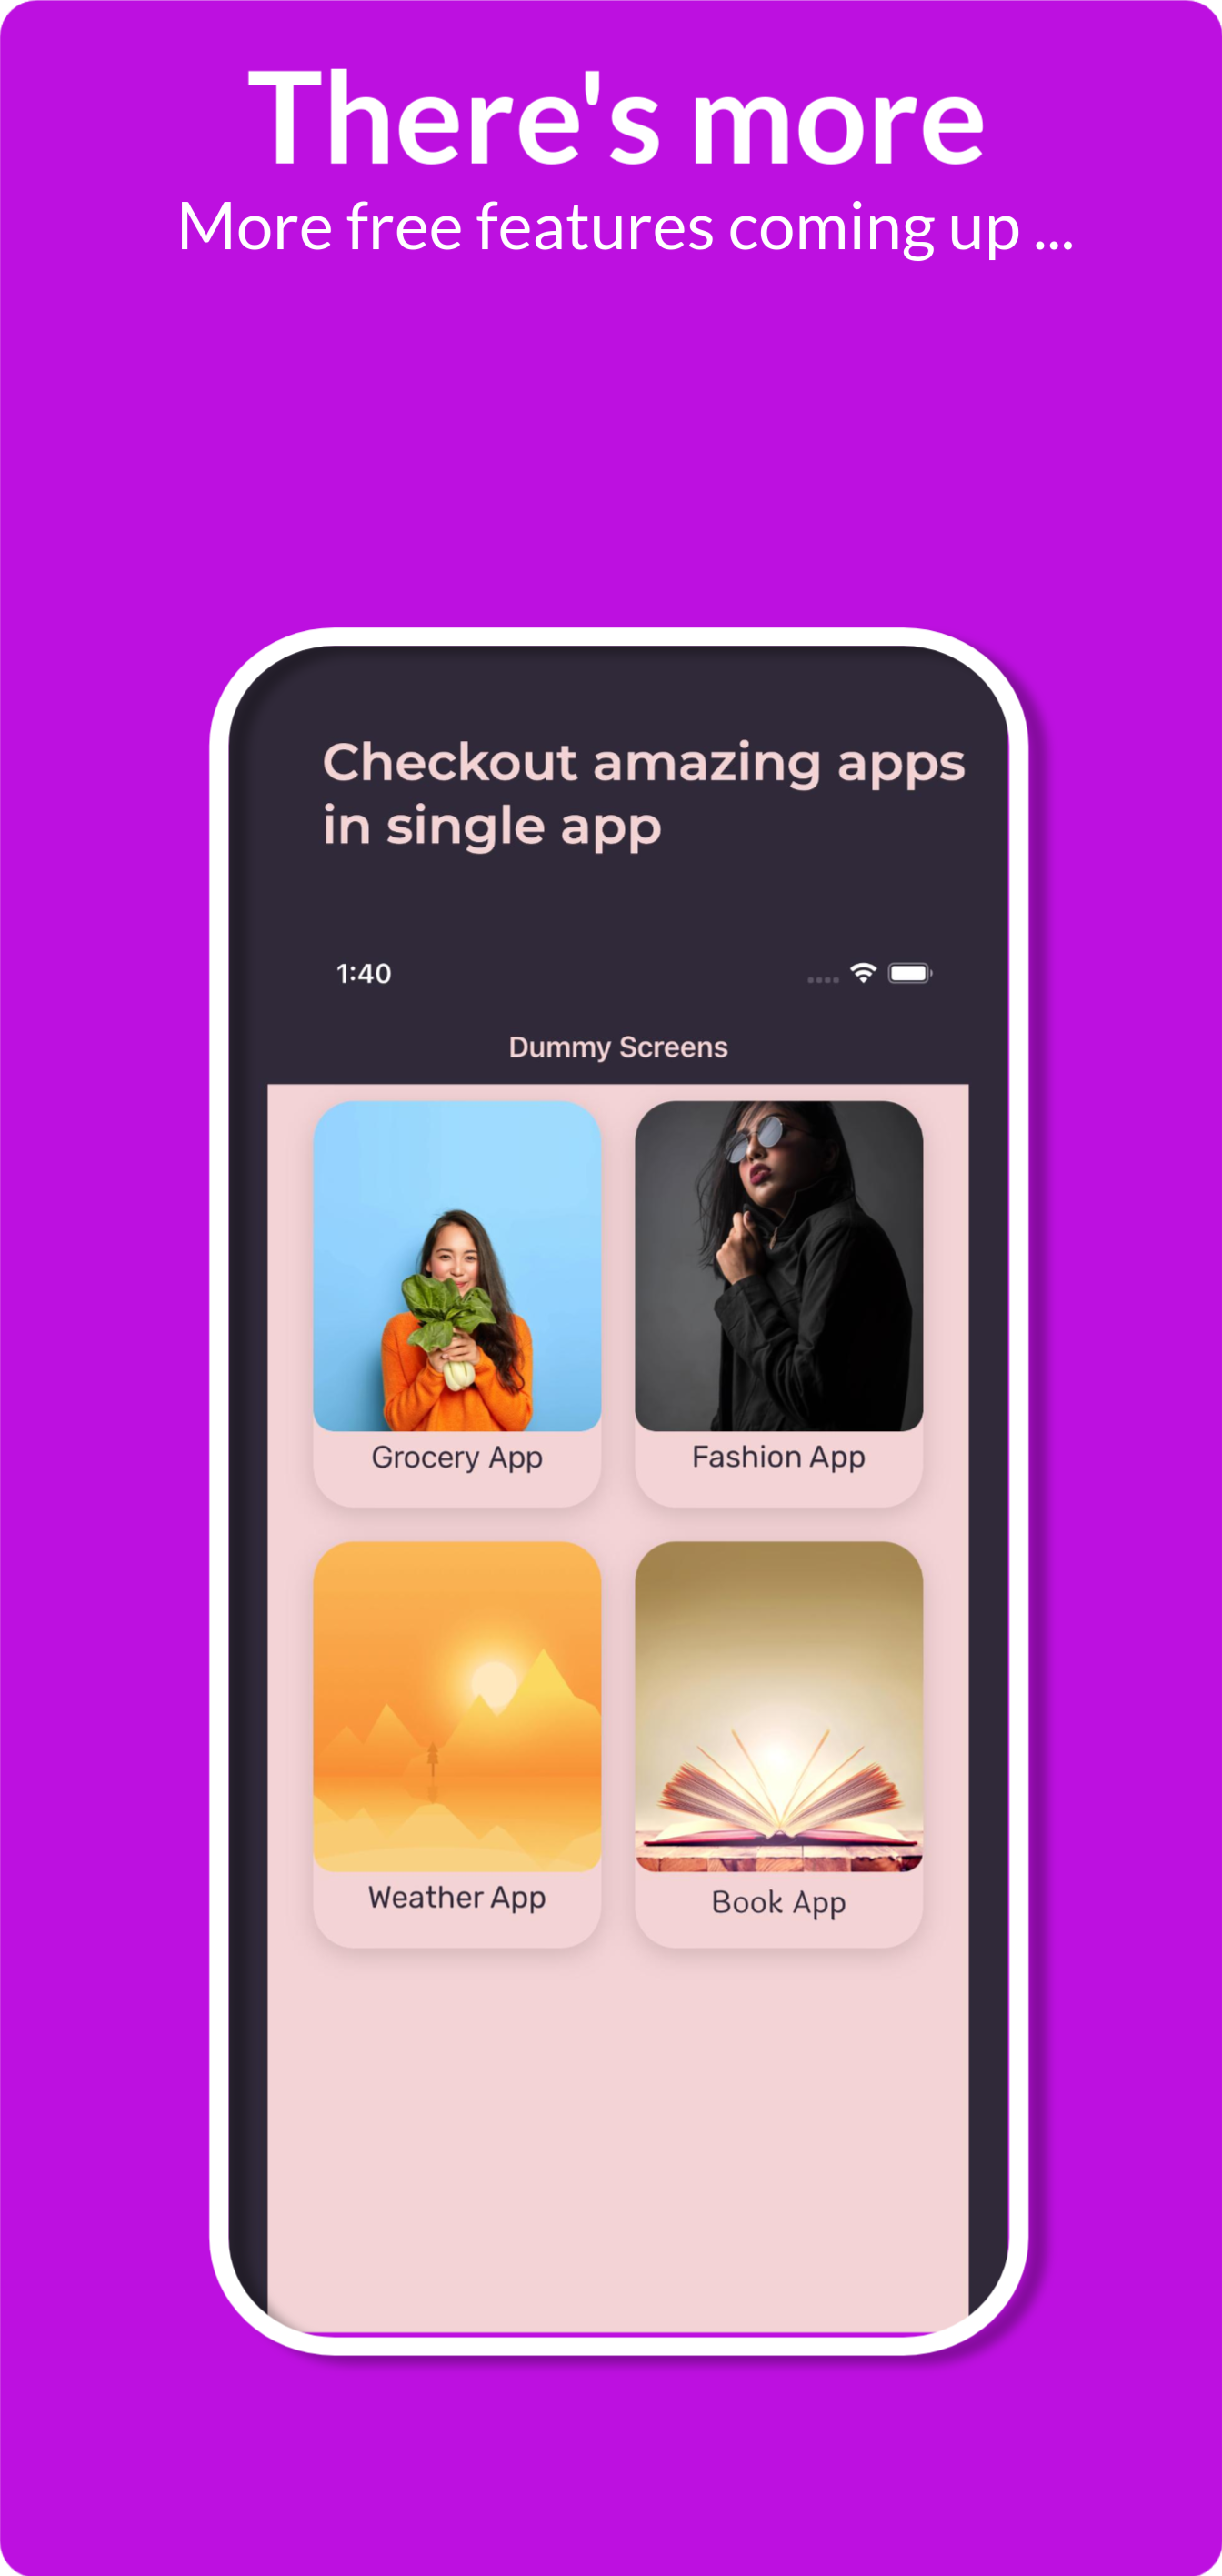 There's more
More free features coming up ...
Checkout amazing apps
in single app
1:40
Dummy Screens
Grocery App
Fashion App
Weather App
Book App